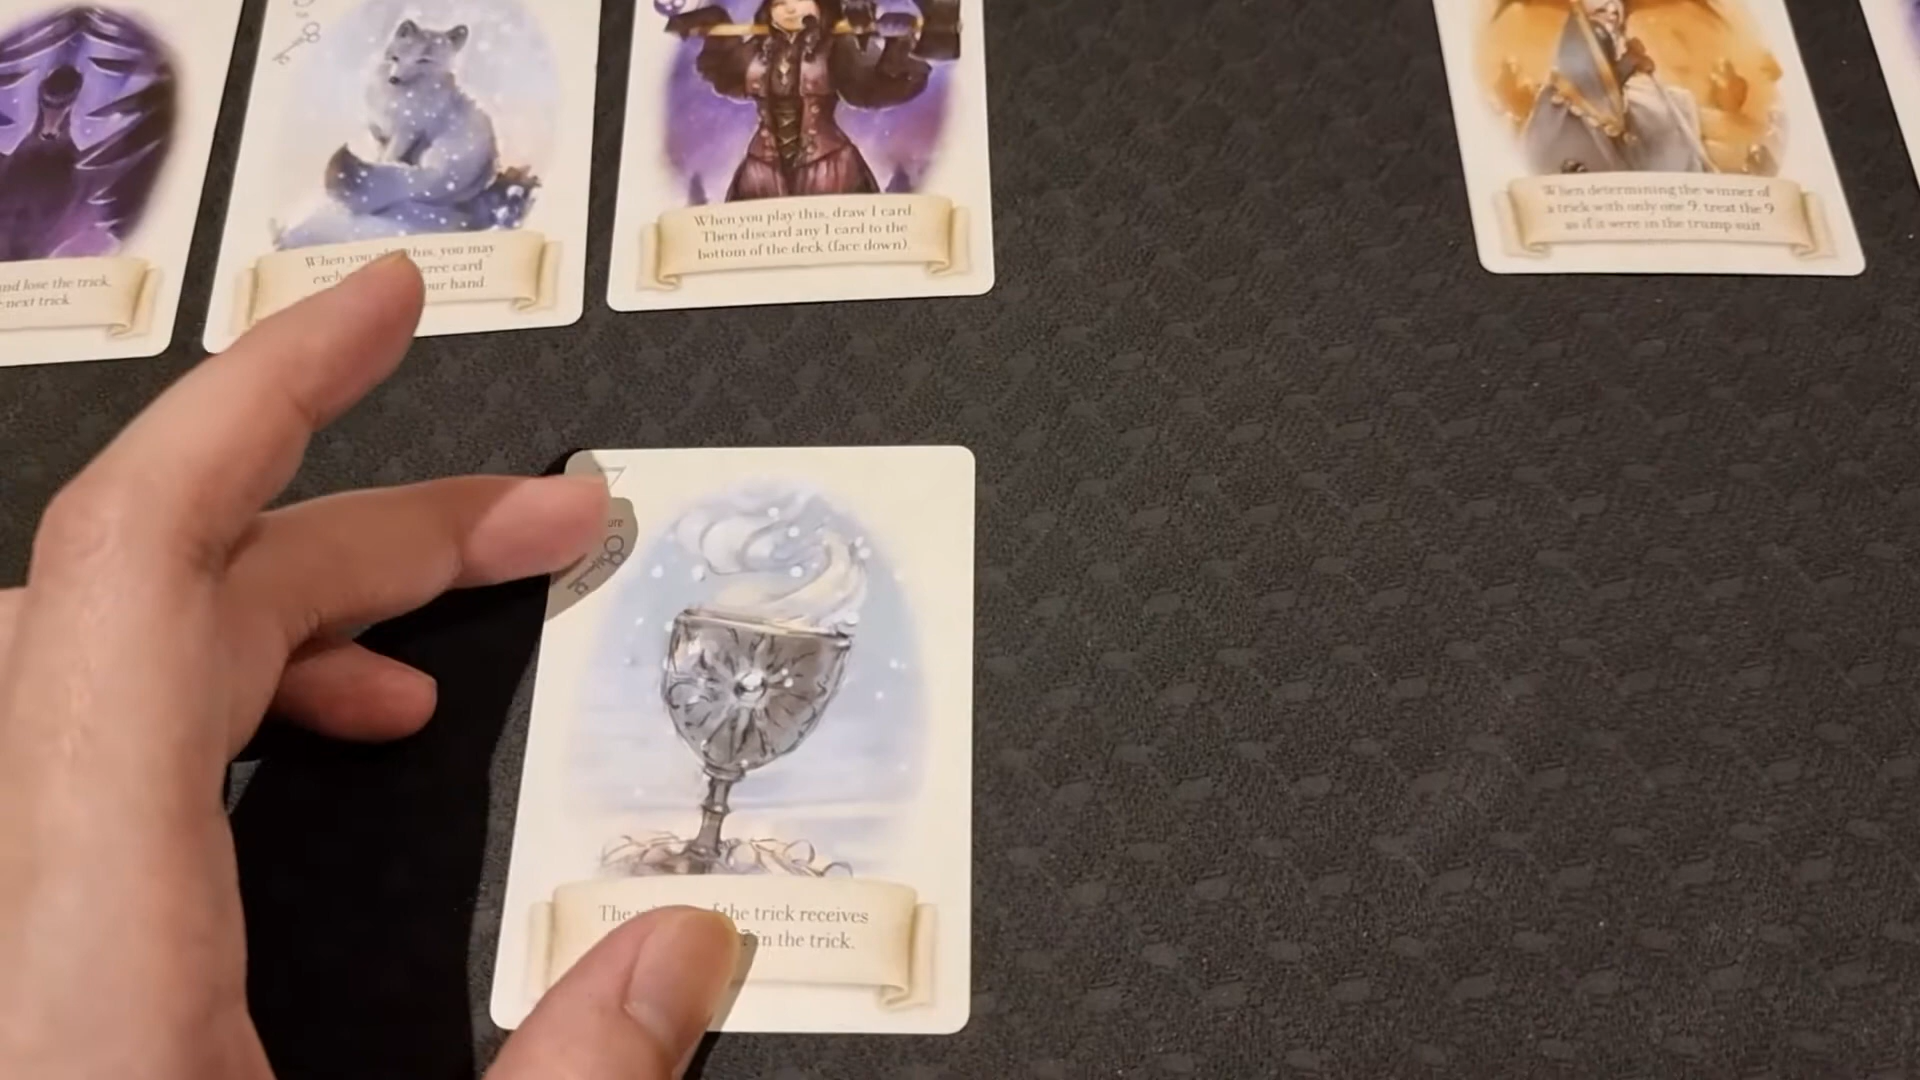 and lose the trick,
next trick.
When you this, you may
card
our hand.
When you play this, draw 1 card.
Then discard any 1 card to the
bottom of the deck (face down).
When determining the winner of
a trick with only one 9, treat the 9
as if it were in the trump suit.
7
The of the trick receives
7 in the trick.